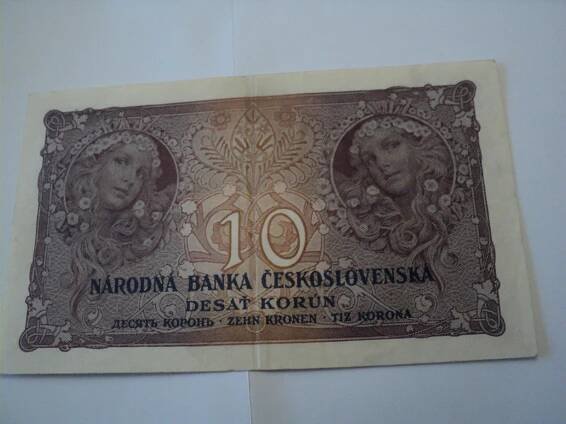 10
NÁRODNÁ BANKA ČESKOSLOVENSKÁ
DESAŤ KORÚN
ДЕСЯТЬ КОРОНЬ · ZEHN KRONEN · TIZ KORONA